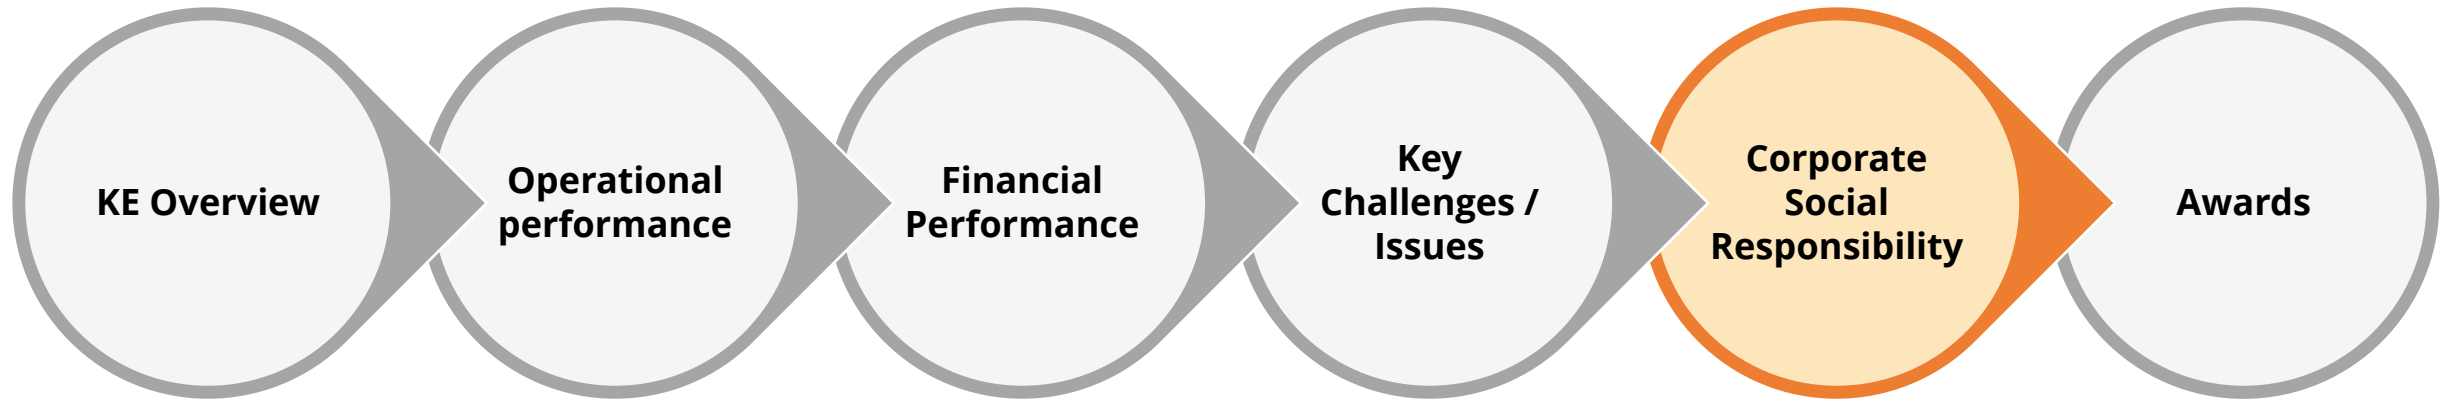 KE Overview
Operational
performance
Financial
Performance
Key
Challenges /
Issues
Corporate
Social
Responsibility
Awards